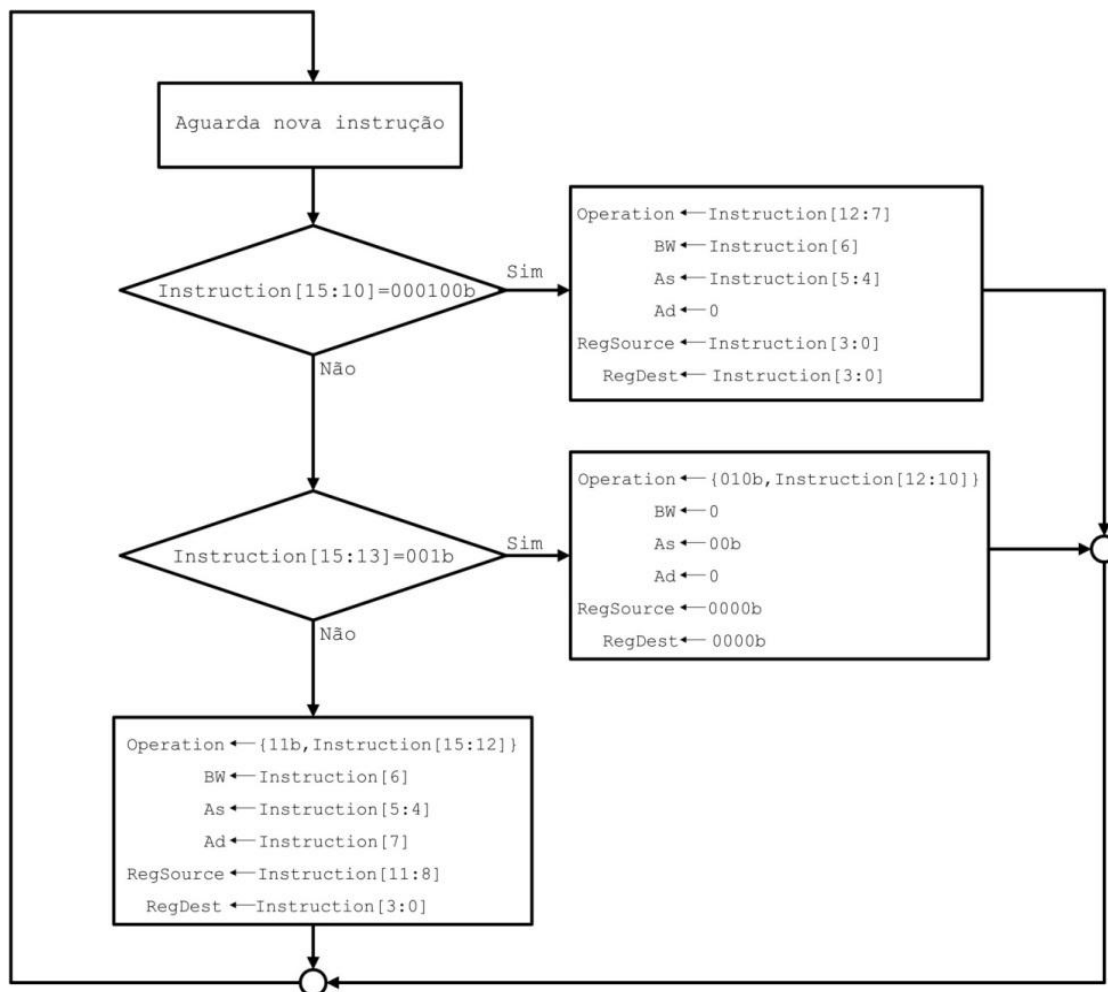 Aguarda nova instrução
Instruction[15:10]=000100b
Sim
Não
Operation ← Instruction[12:7]
BW ← Instruction[6]
As ← Instruction[5:4]
Ad ← 0
RegSource ← Instruction[3:0]
RegDest ← Instruction[3:0]
Instruction[15:13]=001b
Sim
Não
Operation ← {010b,Instruction[12:10]}
BW ← 0
As ← 00b
Ad ← 0
RegSource ← 0000b
RegDest ← 0000b
Operation ← {11b,Instruction[15:12]}
BW ← Instruction[6]
As ← Instruction[5:4]
Ad ← Instruction[7]
RegSource ← Instruction[11:8]
RegDest ← Instruction[3:0]